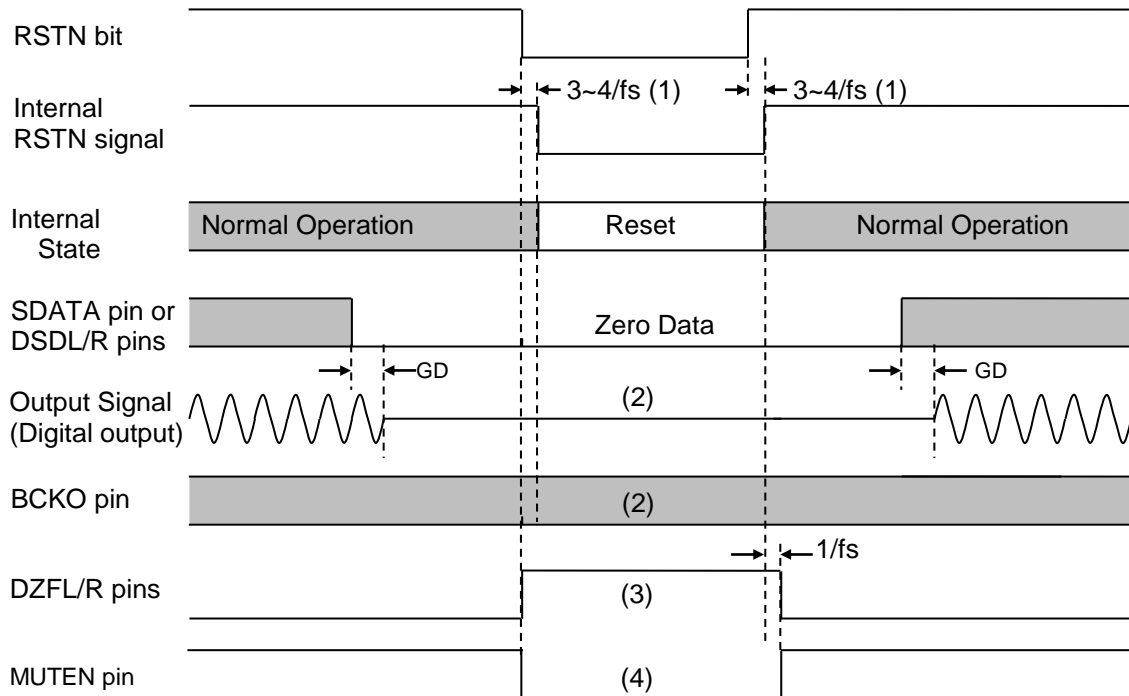 RSTN bit
3~4/fs (1)
3~4/fs (1)
Internal
RSTN signal
Internal
State
Normal Operation
Reset
Normal Operation
SDATA pin or
DSDL/R pins
Zero Data
GD
GD
Output Signal
(Digital output)
(2)
BCKO pin
(2)
1/fs
DZFL/R pins
(3)
MUTEN pin
(4)